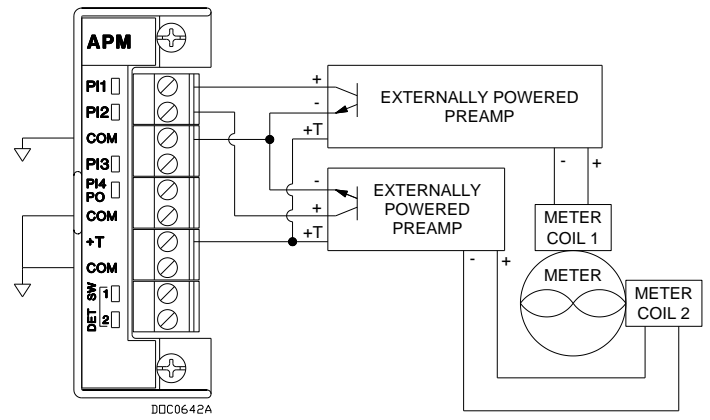 APM
PI1
PI2
COM
PI3
PI4
PO
COM
+T
COM
DET SW
1
2
DOC0642A
+
-
+T
EXTERNALLY POWERED
PREAMP
-
+
+T
EXTERNALLY
POWERED
PREAMP
-
+
-
+
METER
COIL 1
METER
METER
COIL 2